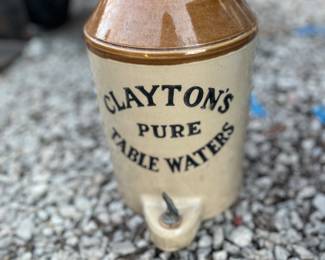 CLAYTON'S
PURE
TABLE WATERS